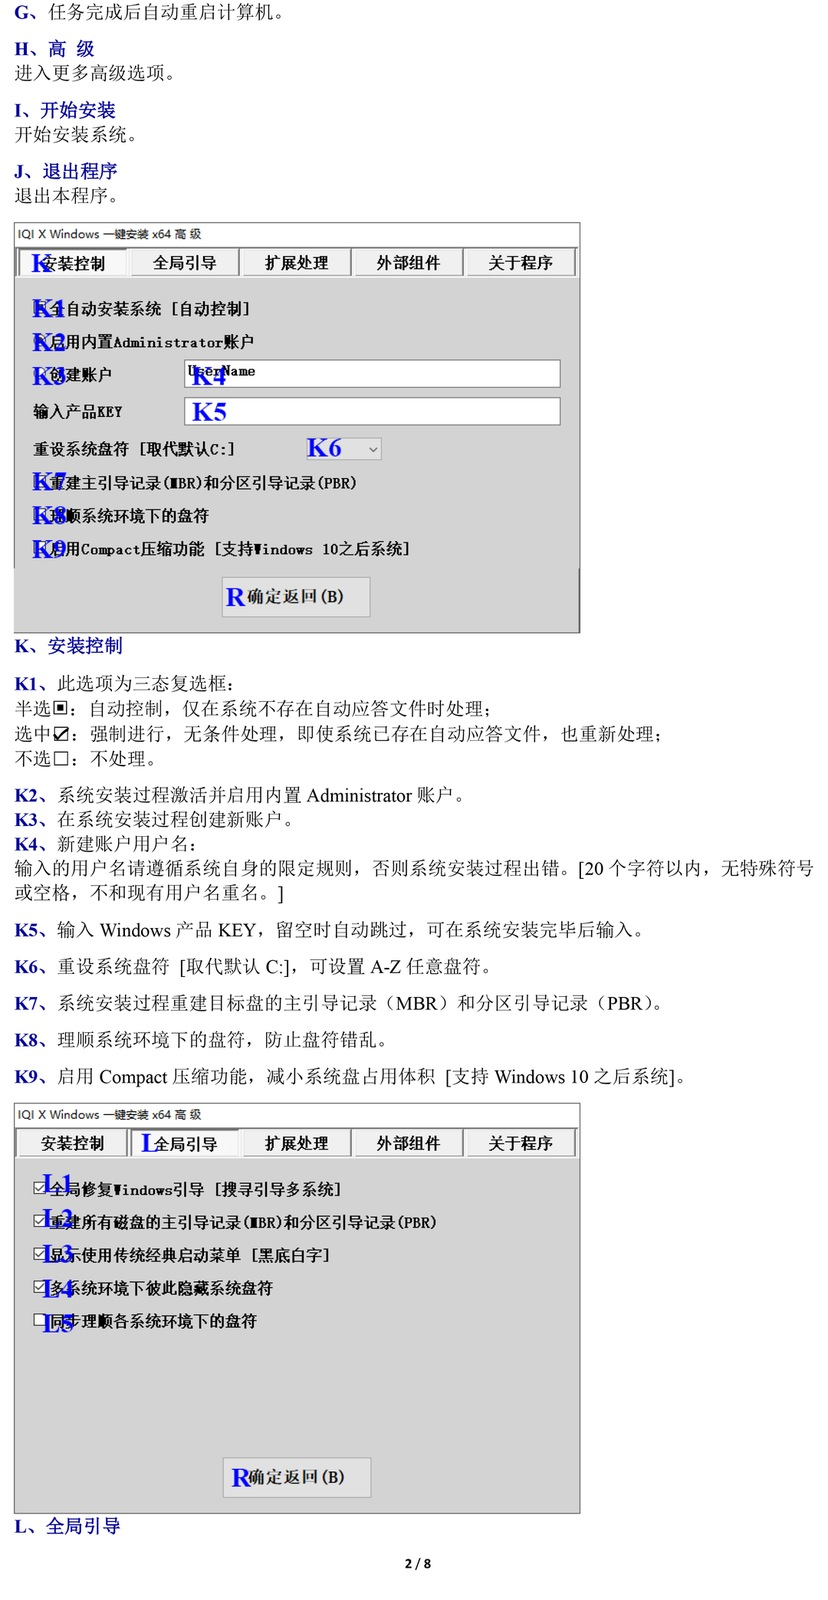 G、任务完成后自动重启计算机。
H、高 级
进入更多高级选项。
I、开始安装
开始安装系统。
J、退出程序
退出本程序。
IQI X Windows 一键安装 x64 高 级
K 安装控制 全局引导 扩展处理 外部组件 关于程序
K1 全自动安装系统 [自动控制]
K2 启用内置Administrator账户
K3 创建账户 UserName K4
输入产品KEY K5
重设系统盘符 [取代默认C:] K6
K7 重建主引导记录(MBR)和分区引导记录(PBR)
K8 理顺系统环境下的盘符
K9 启用Compact压缩功能 [支持Windows 10之后系统]
R 确定返回(B)
K、安装控制
K1、此选项为三态复选框：
半选▣：自动控制，仅在系统不存在自动应答文件时处理；
选中☑：强制进行，无条件处理，即使系统已存在自动应答文件，也重新处理；
不选☐：不处理。
K2、系统安装过程激活并启用内置 Administrator 账户。
K3、在系统安装过程创建新账户。
K4、新建账户用户名：
输入的用户名请遵循系统自身的限定规则，否则系统安装过程出错。[20 个字符以内，无特殊符号
或空格，不和现有用户名重名。]
K5、输入 Windows 产品 KEY，留空时自动跳过，可在系统安装完毕后输入。
K6、重设系统盘符 [取代默认 C:]，可设置 A-Z 任意盘符。
K7、系统安装过程重建目标盘的主引导记录（MBR）和分区引导记录（PBR）。
K8、理顺系统环境下的盘符，防止盘符错乱。
K9、启用 Compact 压缩功能，减小系统盘占用体积 [支持 Windows 10 之后系统]。
IQI X Windows 一键安装 x64 高 级
安装控制 L 全局引导 扩展处理 外部组件 关于程序
L1 全局修复Windows引导 [搜寻引导多系统]
L2 重建所有磁盘的主引导记录(MBR)和分区引导记录(PBR)
L3 显示使用传统经典启动菜单 [黑底白字]
L4 多系统环境下彼此隐藏系统盘符
L5 同步理顺各系统环境下的盘符
R 确定返回(B)
L、全局引导
2 / 8